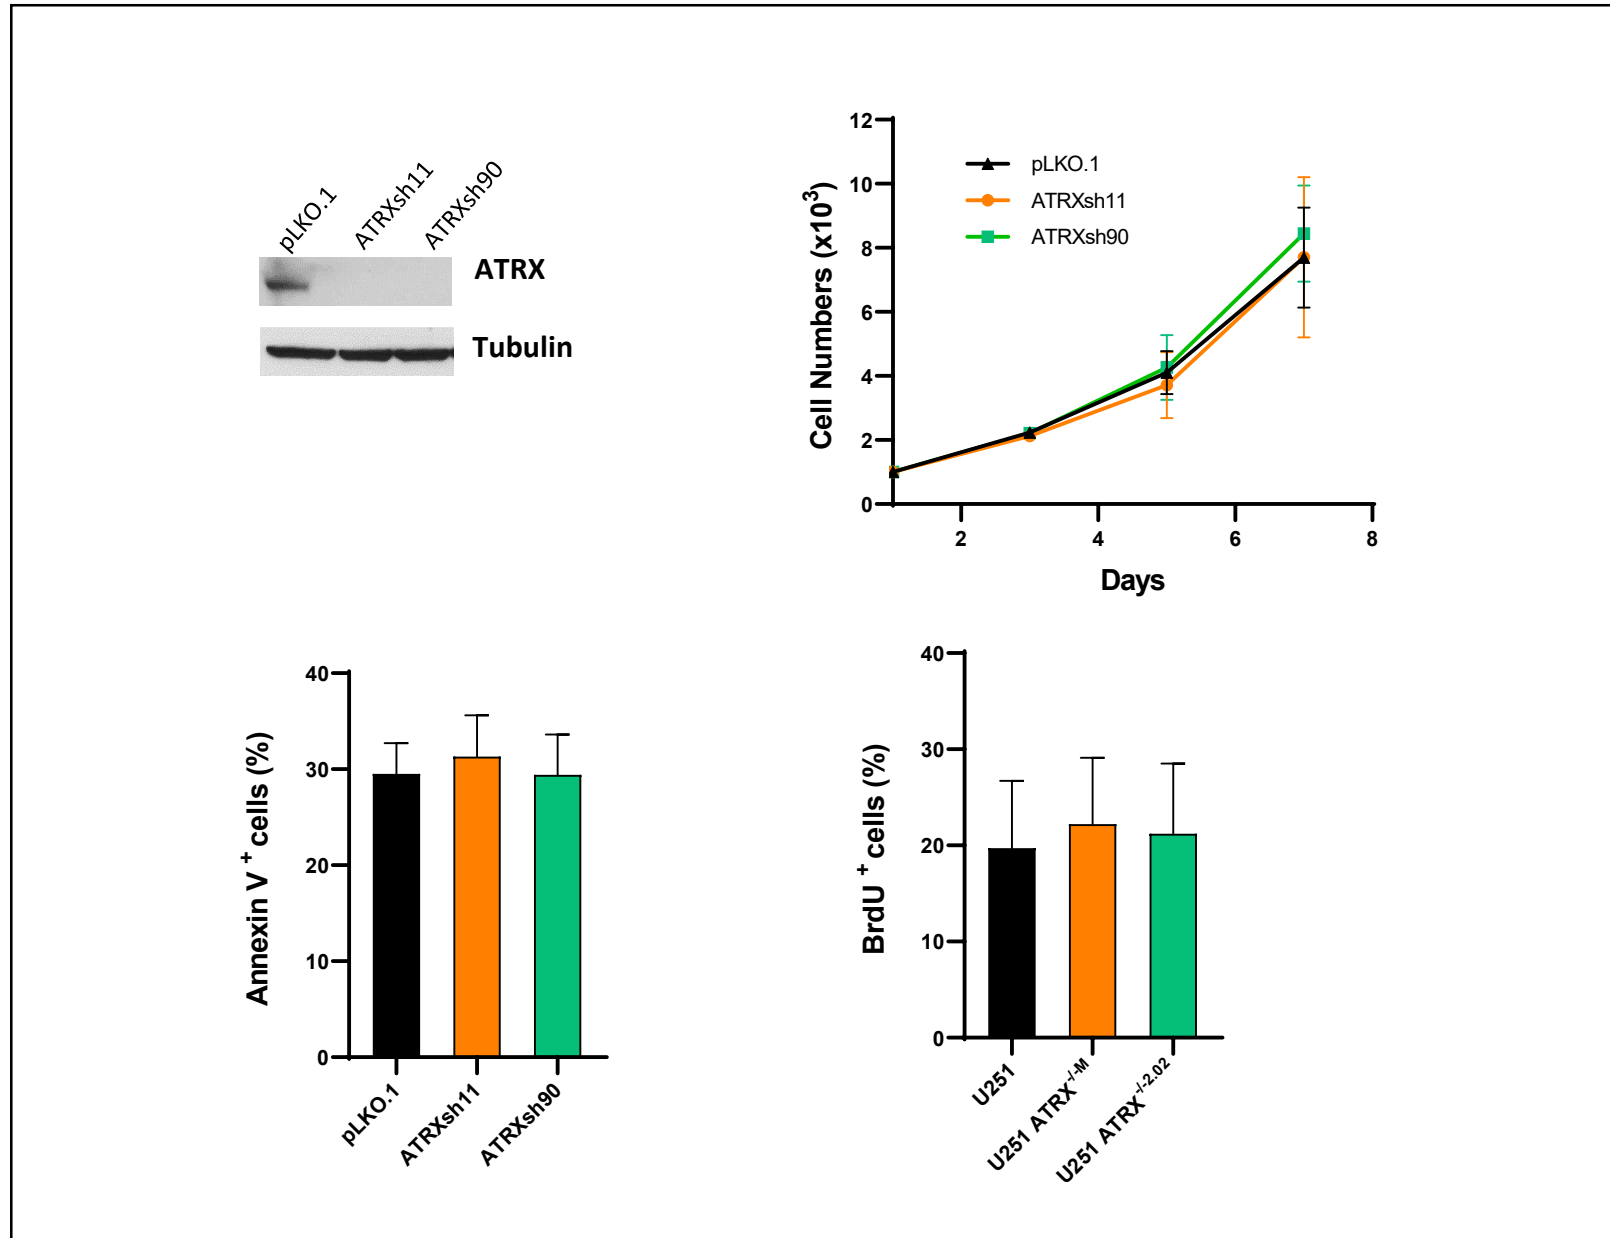 pLKO.1
ATRXsh11
ATRXsh90
ATRX
Tubulin
12
10
8
6
4
2
0
Cell Numbers (x10³)
pLKO.1
ATRXsh11
ATRXsh90
2
4
6
8
Days
40
30
20
10
0
Annexin V ⁺ cells (%)
pLKO.1
ATRXsh11
ATRXsh90
40
30
20
10
0
BrdU ⁺ cells (%)
U251
U251 ATRX⁻/⁻ᴹ
U251 ATRX⁻/⁻²·⁰²